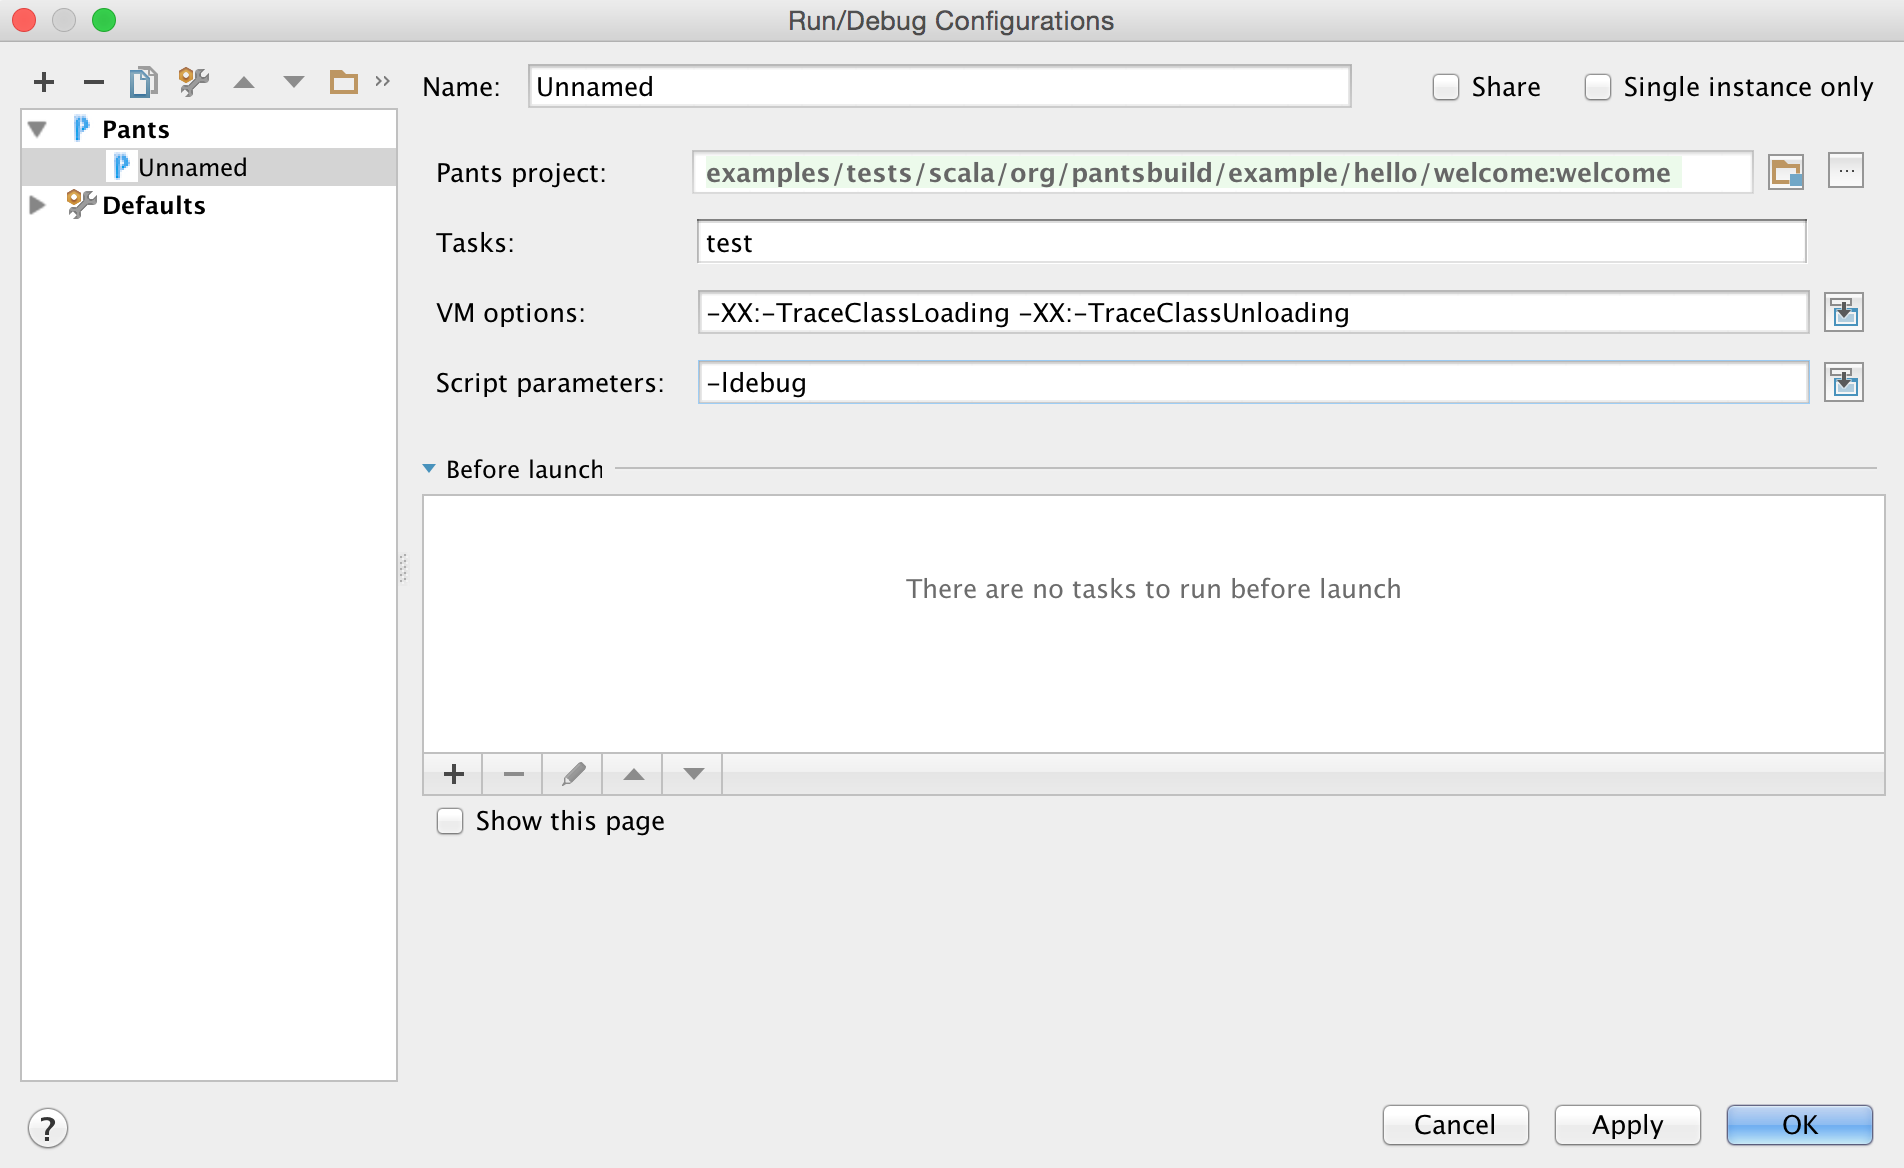 Run/Debug Configurations
Name: Unnamed Share Single instance only
Pants
Unnamed
Defaults
Pants project: examples/tests/scala/org/pantsbuild/example/hello/welcome:welcome ...
Tasks: test
VM options: -XX:-TraceClassLoading -XX:-TraceClassUnloading
Script parameters: -ldebug
Before launch
There are no tasks to run before launch
Show this page
? Cancel Apply OK